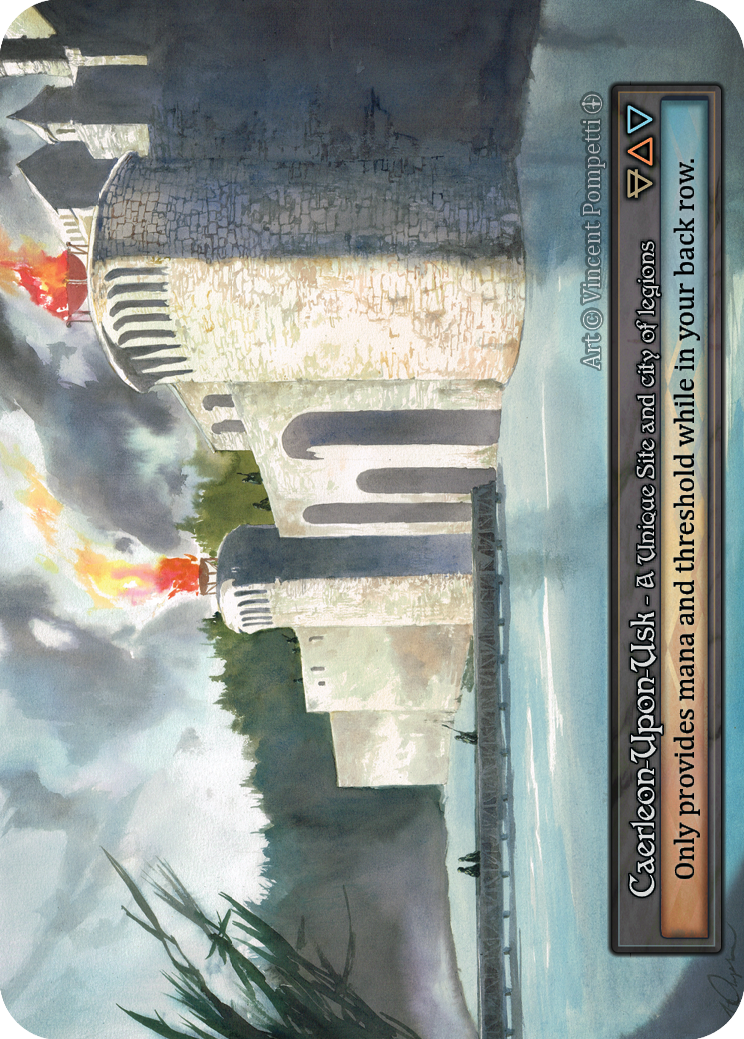 Art © Vincent Pompetti
Caerleon-Upon-Usk - A Unique Site and city of legions
Only provides mana and threshold while in your back row.